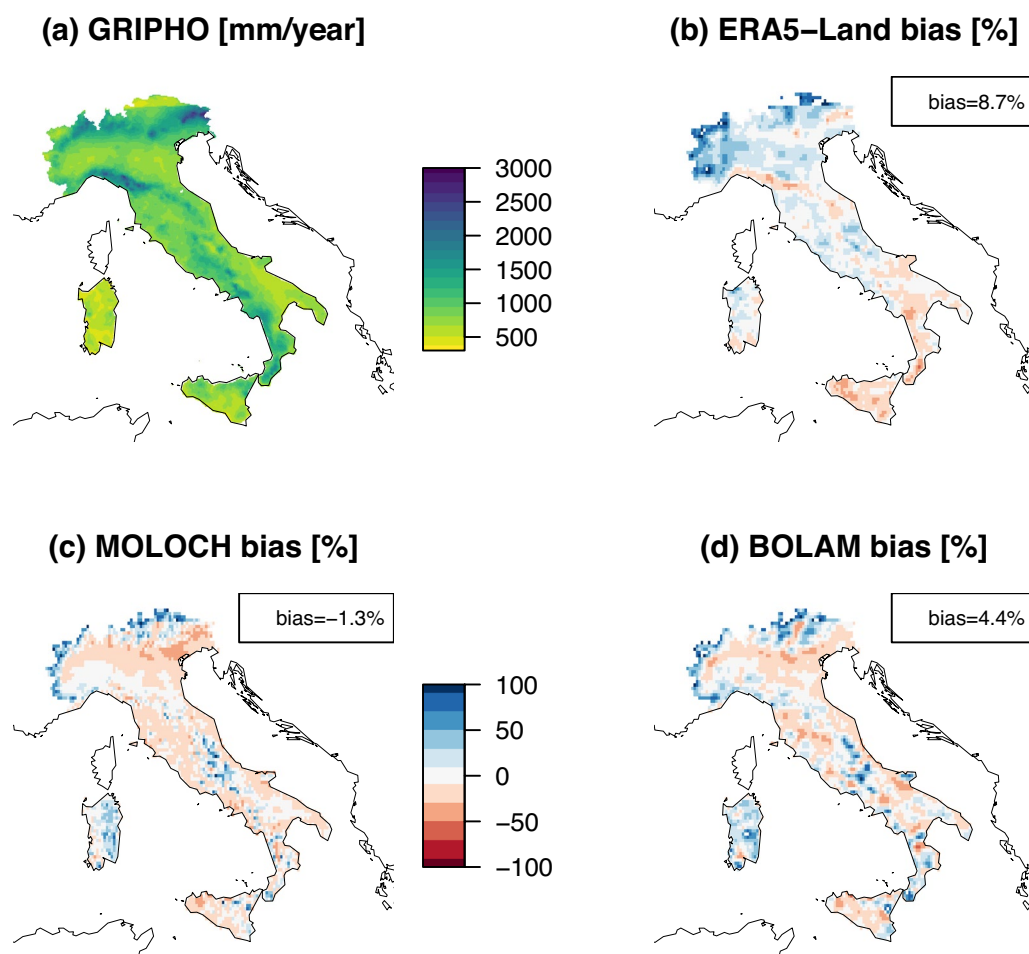 (a) GRIPHO [mm/year]
(b) ERA5–Land bias [%]
bias=8.7%
3000
2500
2000
1500
1000
500
(c) MOLOCH bias [%]
(d) BOLAM bias [%]
bias=−1.3%
bias=4.4%
100
50
0
−50
−100